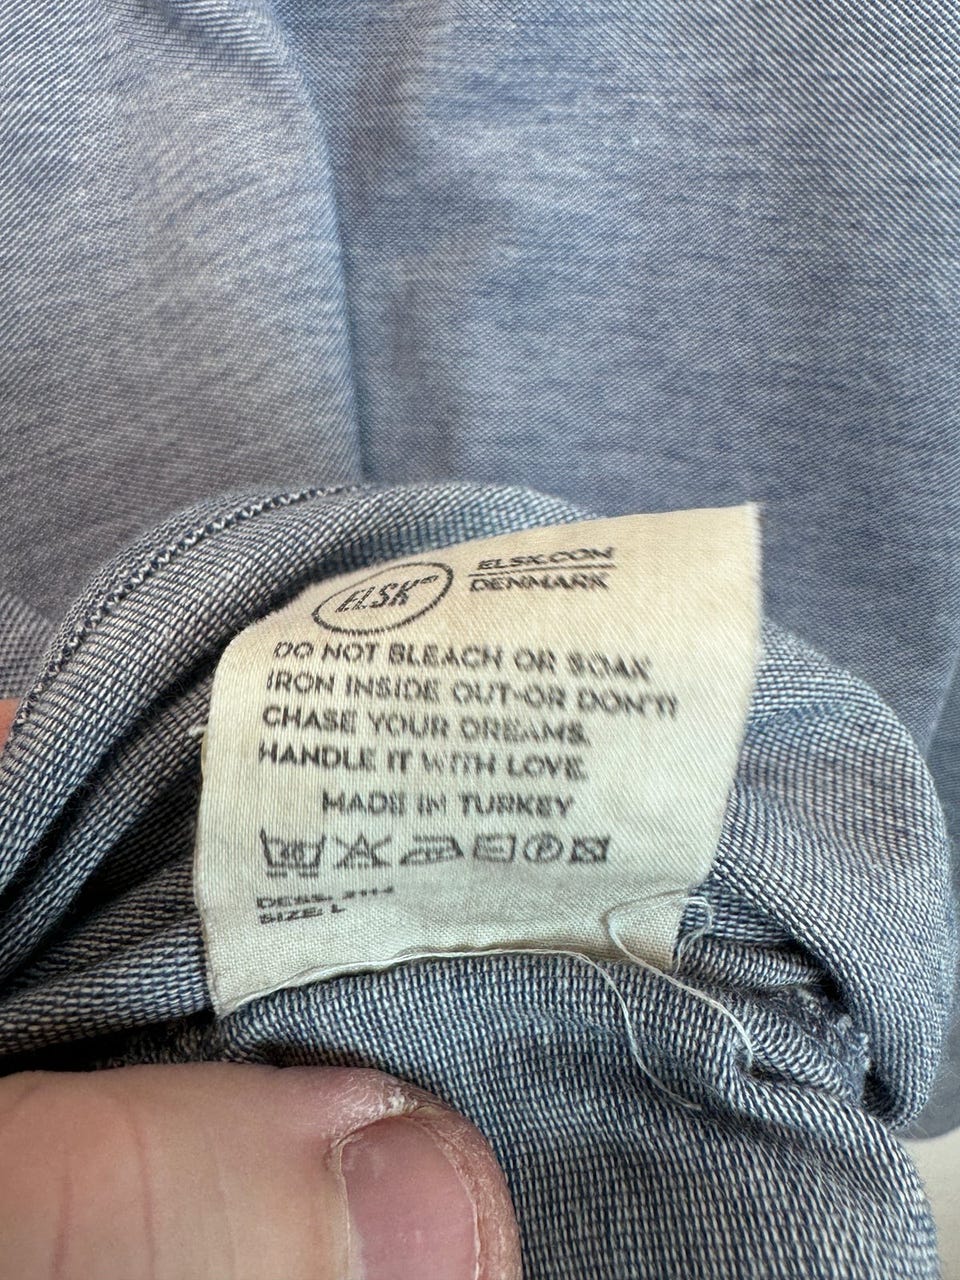 ELSK
ELSK.COM
DENMARK
DO NOT BLEACH OR SOAK
IRON INSIDE OUT-OR DON'T!
CHASE YOUR DREAMS.
HANDLE IT WITH LOVE.
MADE IN TURKEY
P
SIZE: L